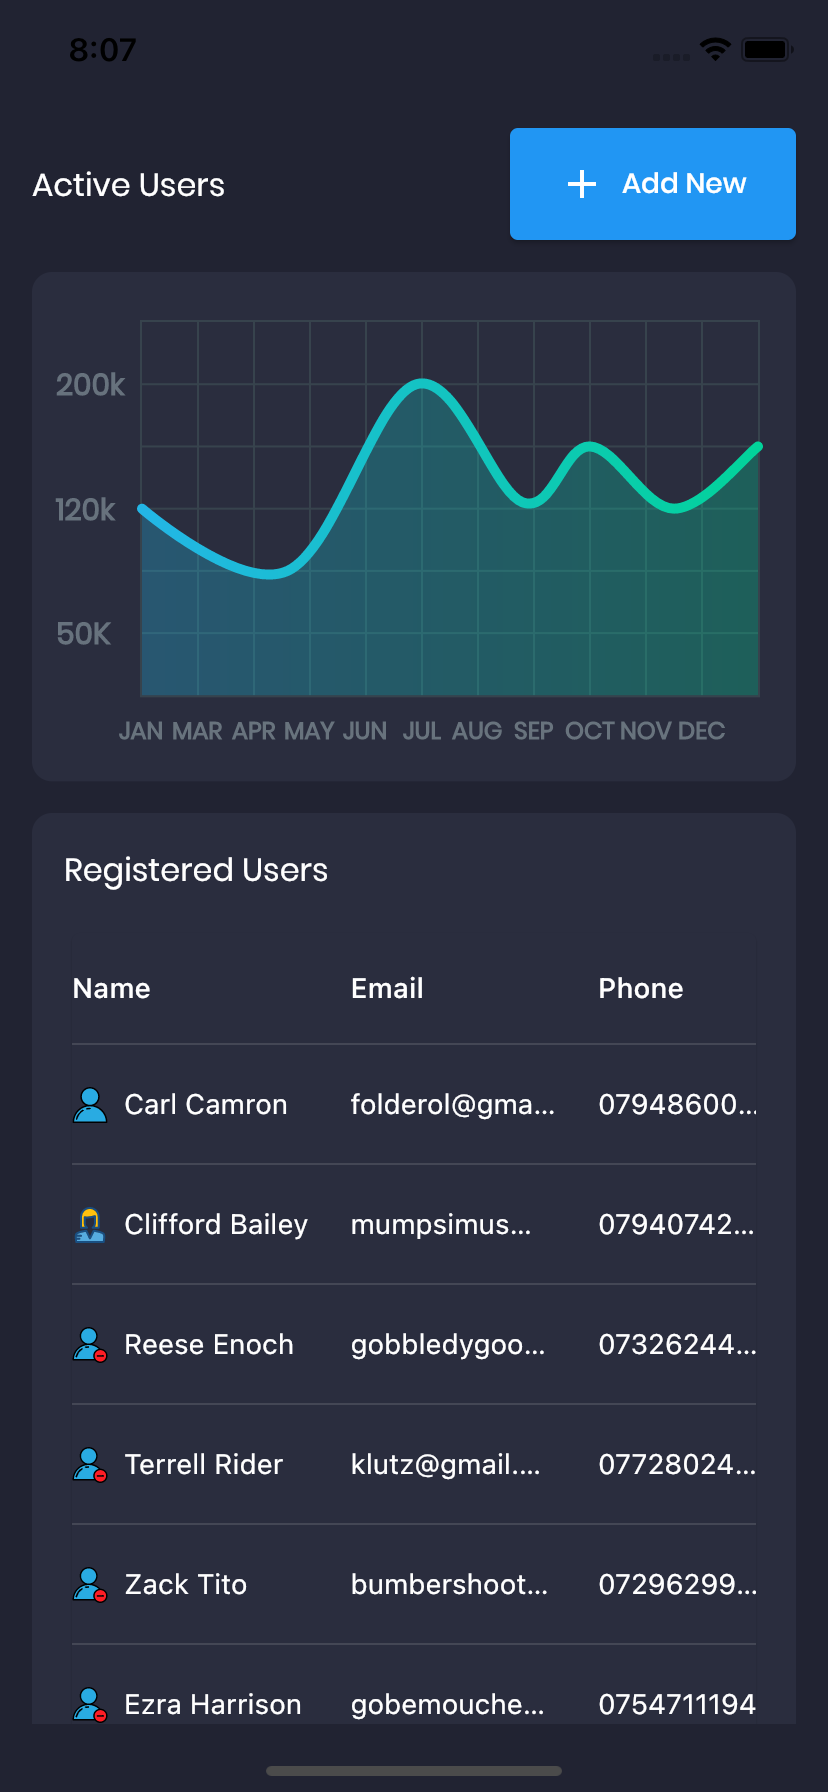 8:07
Active Users
+ Add New
200k
120k
50K
JAN MAR APR MAY JUN JUL AUG SEP OCT NOV DEC
Registered Users
Name Email Phone
Carl Camron folderol@gma... 07948600...
Clifford Bailey mumpsimus... 07940742...
Reese Enoch gobbledygoo... 07326244...
Terrell Rider klutz@gmail.... 07728024...
Zack Tito bumbershoot... 07296299...
Ezra Harrison gobemouche... 0754711194